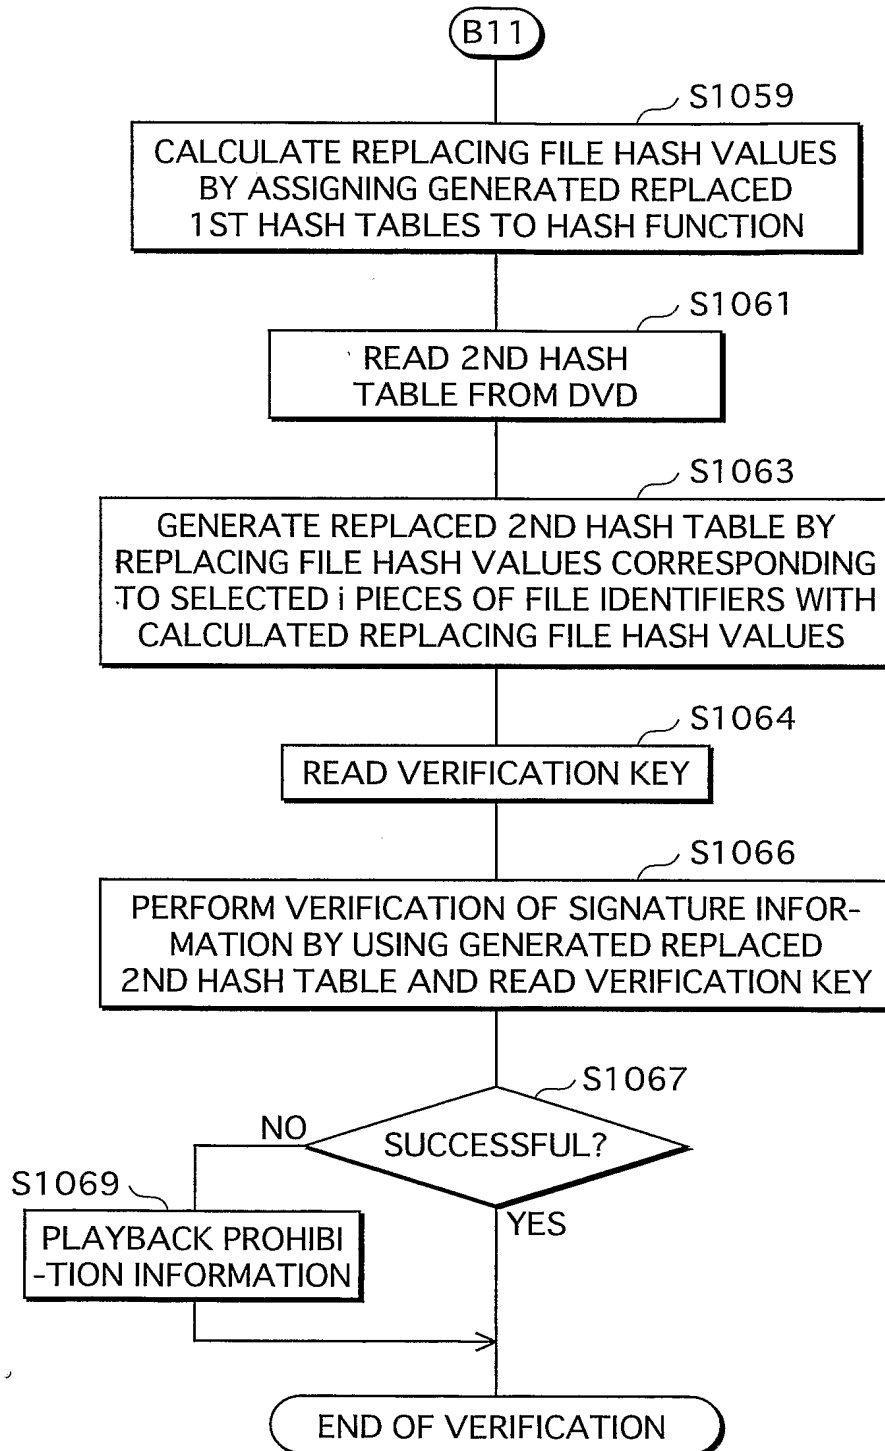 B11
S1059
CALCULATE REPLACING FILE HASH VALUES
BY ASSIGNING GENERATED REPLACED
1ST HASH TABLES TO HASH FUNCTION
S1061
READ 2ND HASH
TABLE FROM DVD
S1063
GENERATE REPLACED 2ND HASH TABLE BY
REPLACING FILE HASH VALUES CORRESPONDING
TO SELECTED i PIECES OF FILE IDENTIFIERS WITH
CALCULATED REPLACING FILE HASH VALUES
S1064
READ VERIFICATION KEY
S1066
PERFORM VERIFICATION OF SIGNATURE INFOR-
MATION BY USING GENERATED REPLACED
2ND HASH TABLE AND READ VERIFICATION KEY
S1067
NO
SUCCESSFUL?
S1069
YES
PLAYBACK PROHIBI
-TION INFORMATION
END OF VERIFICATION